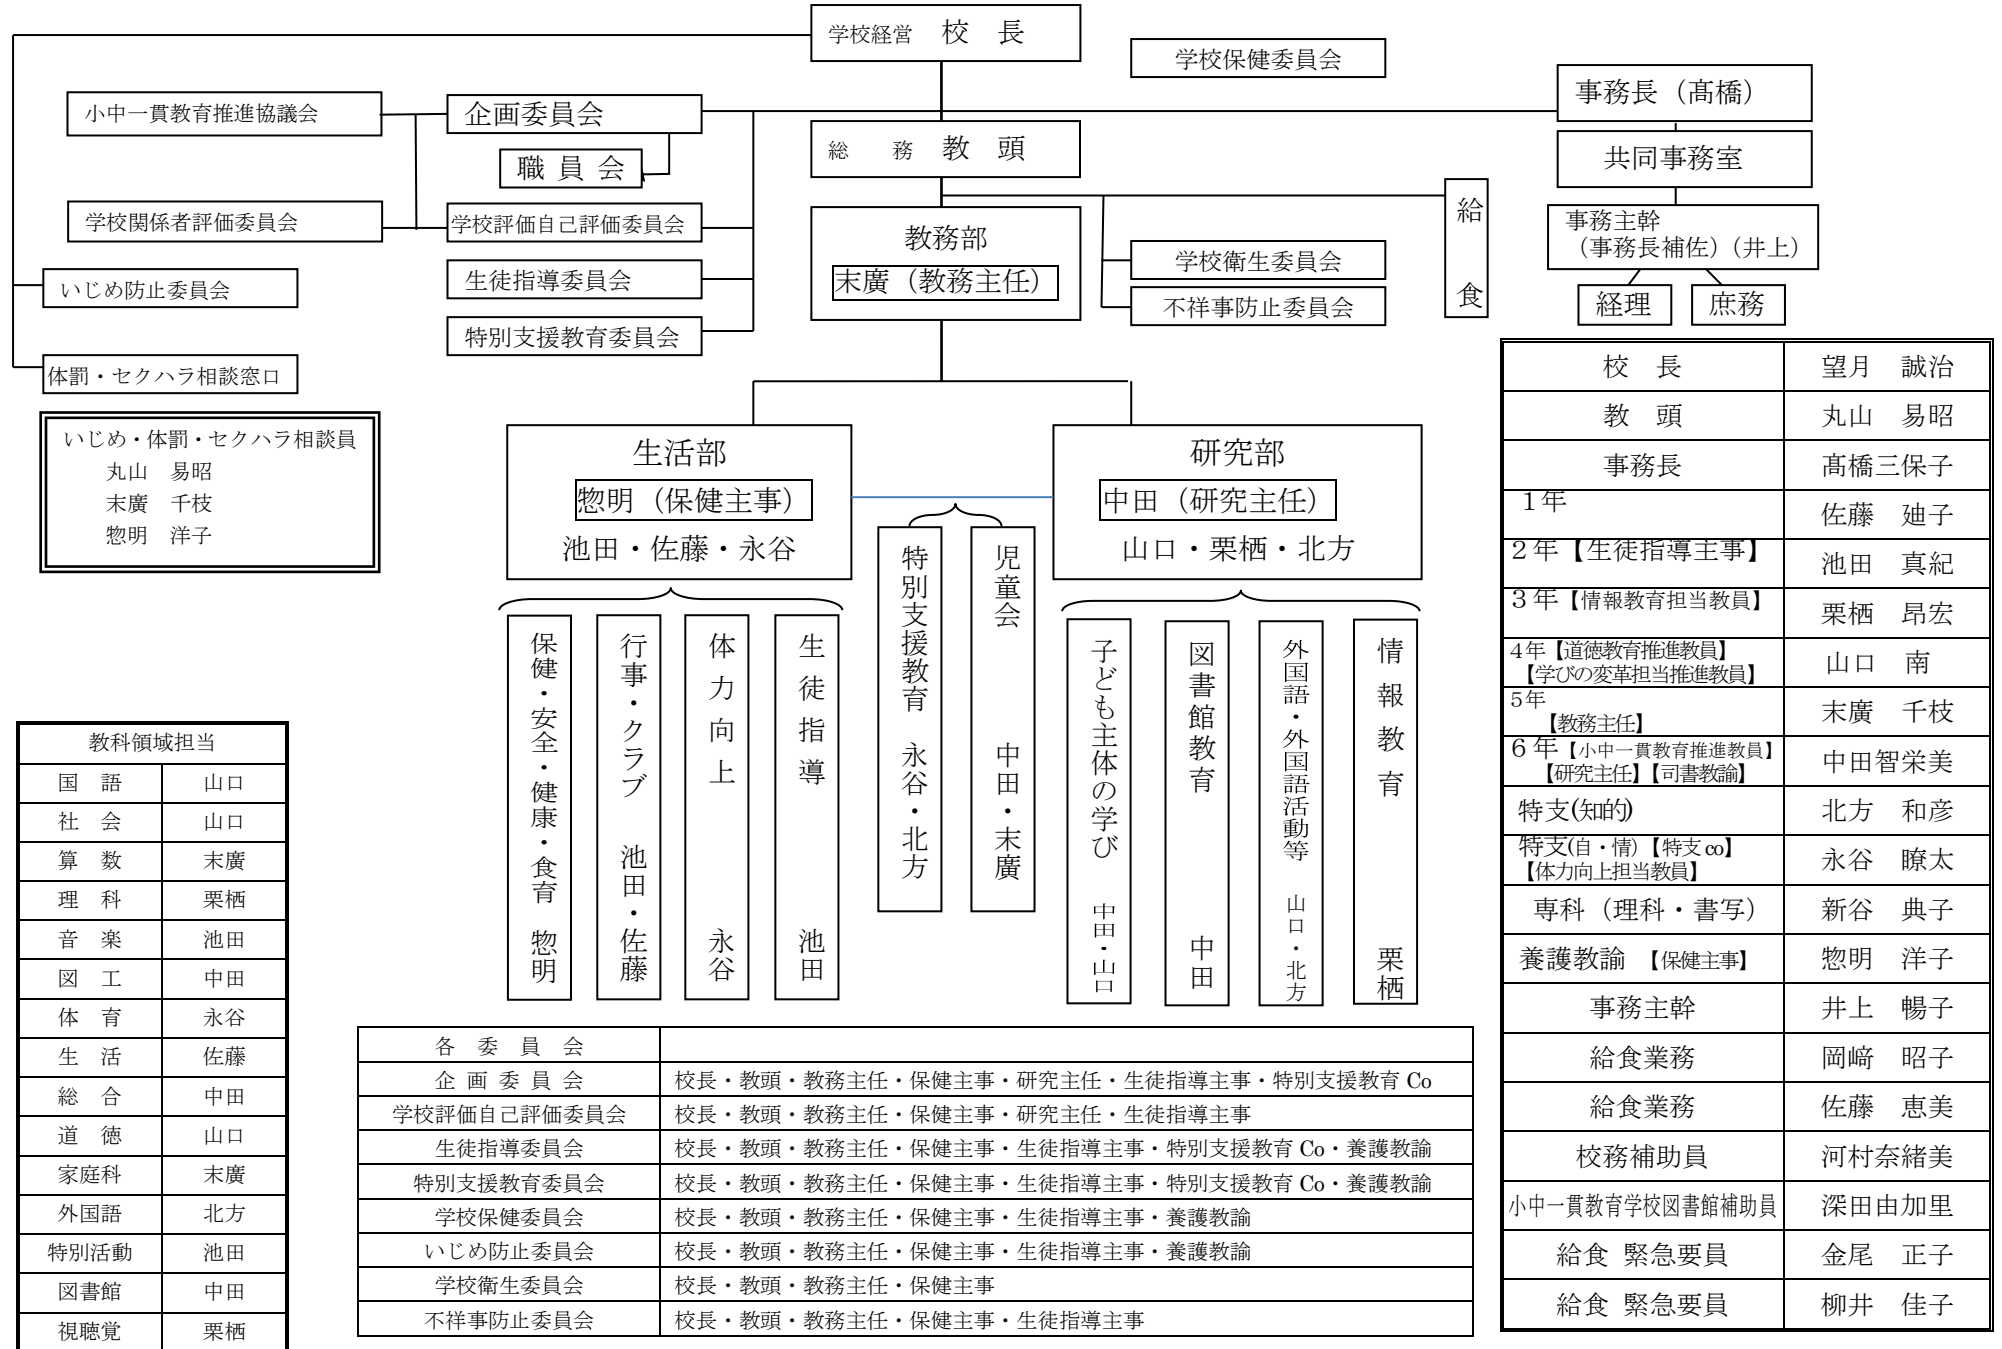 学校経営 校 長
学校保健委員会
事務長（髙橋）
小中一貫教育推進協議会
企画委員会
総 務 教 頭
共同事務室
職 員 会
給 食
学校関係者評価委員会
学校評価自己評価委員会
教務部
末廣（教務主任）
事務主幹
（事務長補佐）（井上）
学校衛生委員会
生徒指導委員会
いじめ防止委員会
不祥事防止委員会
経理
庶務
特別支援教育委員会
体罰・セクハラ相談窓口
いじめ・体罰・セクハラ相談員
丸山 易昭
末廣 千枝
惣明 洋子
生活部
惣明（保健主事）
池田・佐藤・永谷
研究部
中田（研究主任）
山口・栗栖・北方
保健・安全・健康・食育 惣明
行事・クラブ 池田・佐藤
体力向上 永谷
生徒指導 池田
特別支援教育 永谷・北方
児童会 中田・末廣
子ども主体の学び 中田・山口
図書館教育 中田
外国語・外国語活動等 山口・北方
情報教育 栗栖
校 長 望月 誠治
教 頭 丸山 易昭
事務長 髙橋三保子
１年 佐藤 廸子
２年【生徒指導主事】 池田 真紀
３年【情報教育担当教員】 栗栖 昂宏
４年【道徳教育推進教員】
【学びの変革担当推進教員】 山口 南
５年
【教務主任】 末廣 千枝
６年【小中一貫教育推進教員】
【研究主任】【司書教諭】 中田智栄美
特支(知的) 北方 和彦
特支(自・情)【特支co】
【体力向上担当教員】 永谷 瞭太
専科（理科・書写） 新谷 典子
養護教諭 【保健主事】 惣明 洋子
事務主幹 井上 暢子
給食業務 岡﨑 昭子
給食業務 佐藤 恵美
校務補助員 河村奈緒美
小中一貫教育学校図書館補助員 深田由加里
給食 緊急要員 金尾 正子
給食 緊急要員 柳井 佳子
教科領域担当
国 語 山口
社 会 山口
算 数 末廣
理 科 栗栖
音 楽 池田
図 工 中田
体 育 永谷
生 活 佐藤
総 合 中田
道 徳 山口
家庭科 末廣
外国語 北方
特別活動 池田
図書館 中田
視聴覚 栗栖
各 委 員 会
企 画 委 員 会 校長・教頭・教務主任・保健主事・研究主任・生徒指導主事・特別支援教育 Co
学校評価自己評価委員会 校長・教頭・教務主任・保健主事・研究主任・生徒指導主事
生徒指導委員会 校長・教頭・教務主任・保健主事・生徒指導主事・特別支援教育 Co・養護教諭
特別支援教育委員会 校長・教頭・教務主任・保健主事・生徒指導主事・特別支援教育 Co・養護教諭
学校保健委員会 校長・教頭・教務主任・保健主事・生徒指導主事・養護教諭
いじめ防止委員会 校長・教頭・教務主任・保健主事・生徒指導主事・養護教諭
学校衛生委員会 校長・教頭・教務主任・保健主事
不祥事防止委員会 校長・教頭・教務主任・保健主事・生徒指導主事